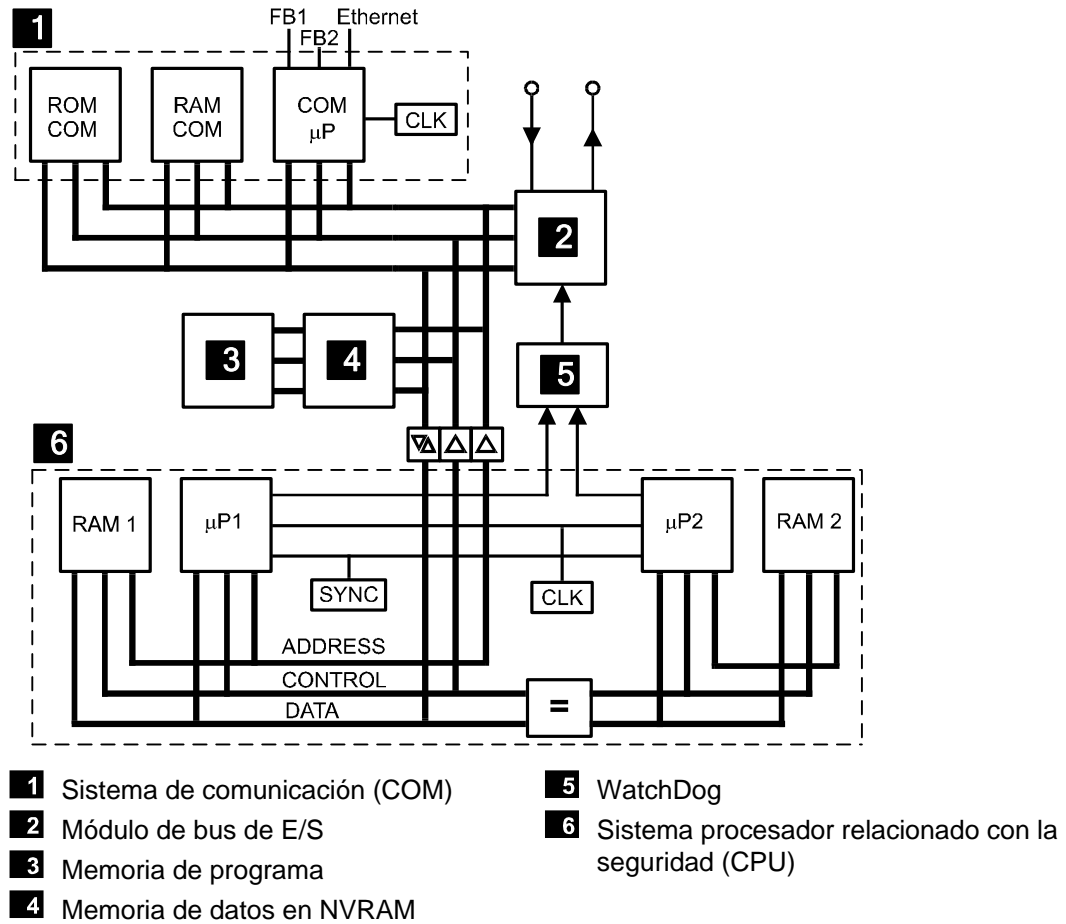 1
FB1 Ethernet
FB2
ROM COM
RAM COM
COM μP
CLK
2
3
4
5
6
RAM 1
μP1
μP2
RAM 2
SYNC
CLK
ADDRESS
CONTROL
DATA
=
1 Sistema de comunicación (COM)
2 Módulo de bus de E/S
3 Memoria de programa
4 Memoria de datos en NVRAM
5 WatchDog
6 Sistema procesador relacionado con la
seguridad (CPU)